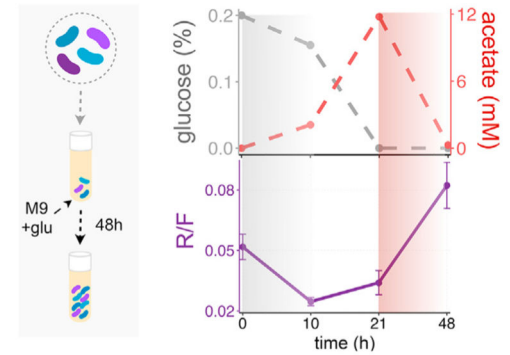 M9
+glu
48h
glucose (%)
0.2
0.1
0.0
12
6
0
acetate (mM)
R/F
0.08
0.05
0.02
0
10
21
48
time (h)